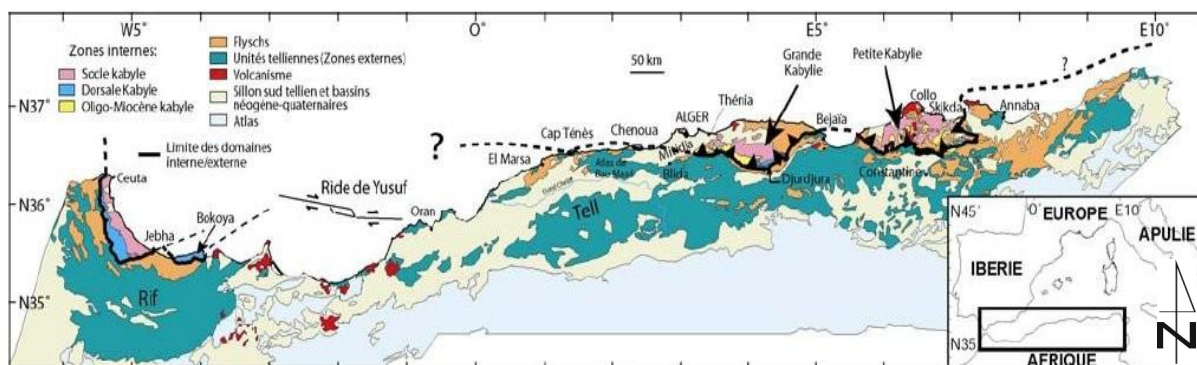 W5° O° E5° E10°
Zones internes:
Socle kabyle
Dorsale Kabyle
Oligo-Miocène kabyle
Flyschs
Unités telliennes (Zones externes)
Volcanisme
Sillon sud tellien et bassins
néogène-quaternaires
Atlas
50 km
Grande
Kabylie
Petite Kabylie
?
N37°
Limite des domaines
interne/externe
?
Cap Ténès
Chenoua
ALGER
Thénia
Bejaïa
Collo
Skikda
Annaba
El Marsa
Mitidja
Atlas de
Blida
Djurdjura
Constantine
Ceuta
N36°
Jebha
Bokoya
Ride de Yusuf
Oran
Tell
Rif
N35°
N45°
0°
EUROPE
E10°
APULIE
IBERIE
N35
AFRIQUE
N